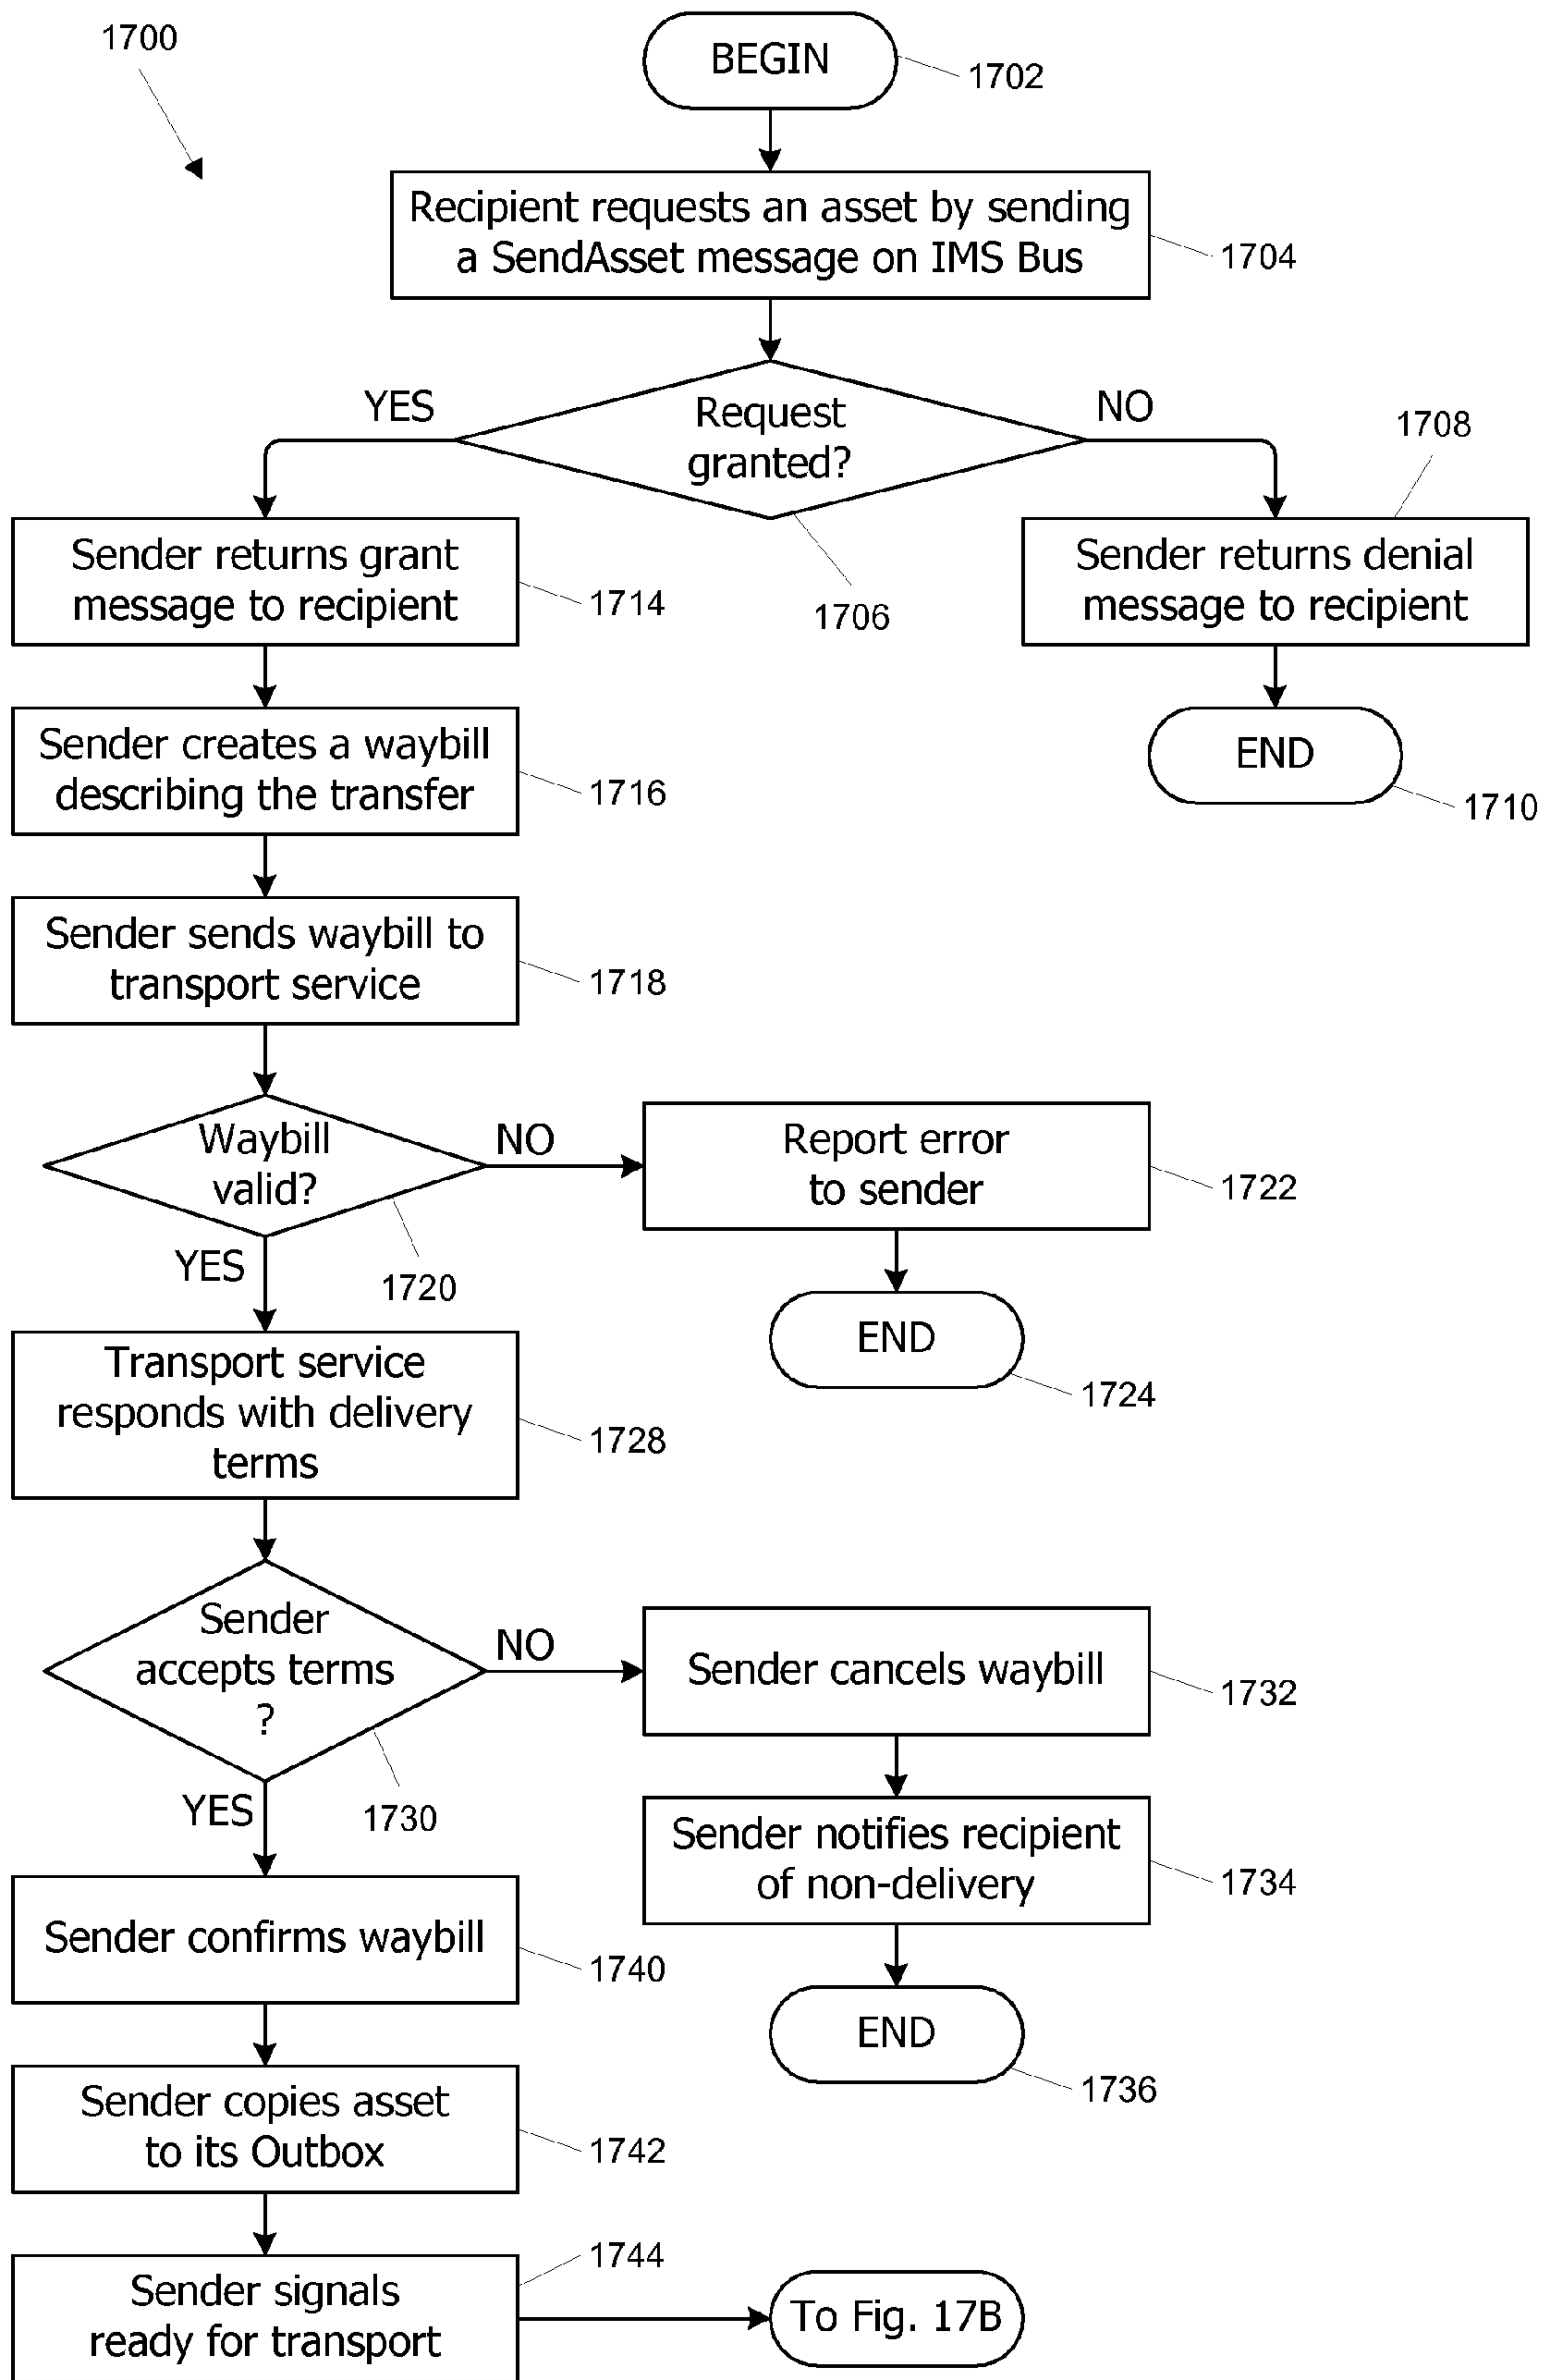 1700
BEGIN
1702
Recipient requests an asset by sending
a SendAsset message on IMS Bus
1704
YES
Request
granted?
NO
1706
1708
Sender returns grant
message to recipient
1714
Sender returns denial
message to recipient
Sender creates a waybill
describing the transfer
1716
END
1710
Sender sends waybill to
transport service
1718
Waybill
valid?
NO
YES
1720
Report error
to sender
1722
END
1724
Transport service
responds with delivery
terms
1728
Sender
accepts terms
?
NO
YES
1730
Sender cancels waybill
1732
Sender notifies recipient
of non-delivery
1734
Sender confirms waybill
1740
END
1736
Sender copies asset
to its Outbox
1742
Sender signals
ready for transport
1744
To Fig. 17B